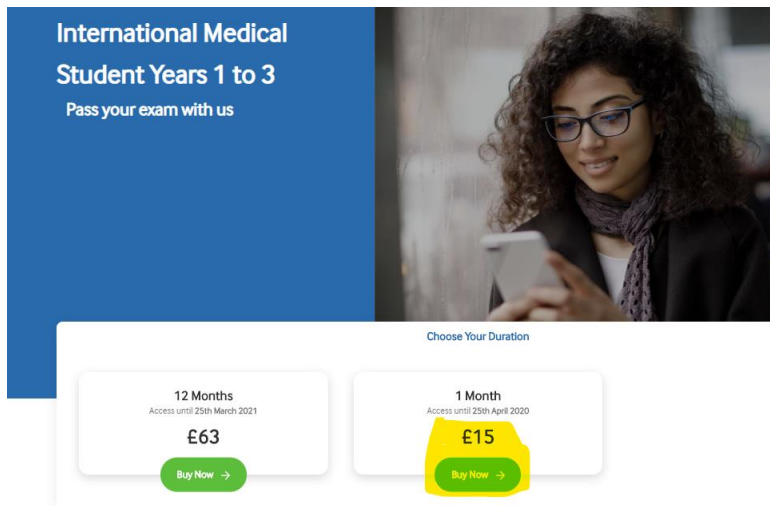 International Medical
Student Years 1 to 3
Pass your exam with us
Choose Your Duration
12 Months
Access until 25th March 2021
£63
Buy Now →
1 Month
Access until 25th April 2020
£15
Buy Now →